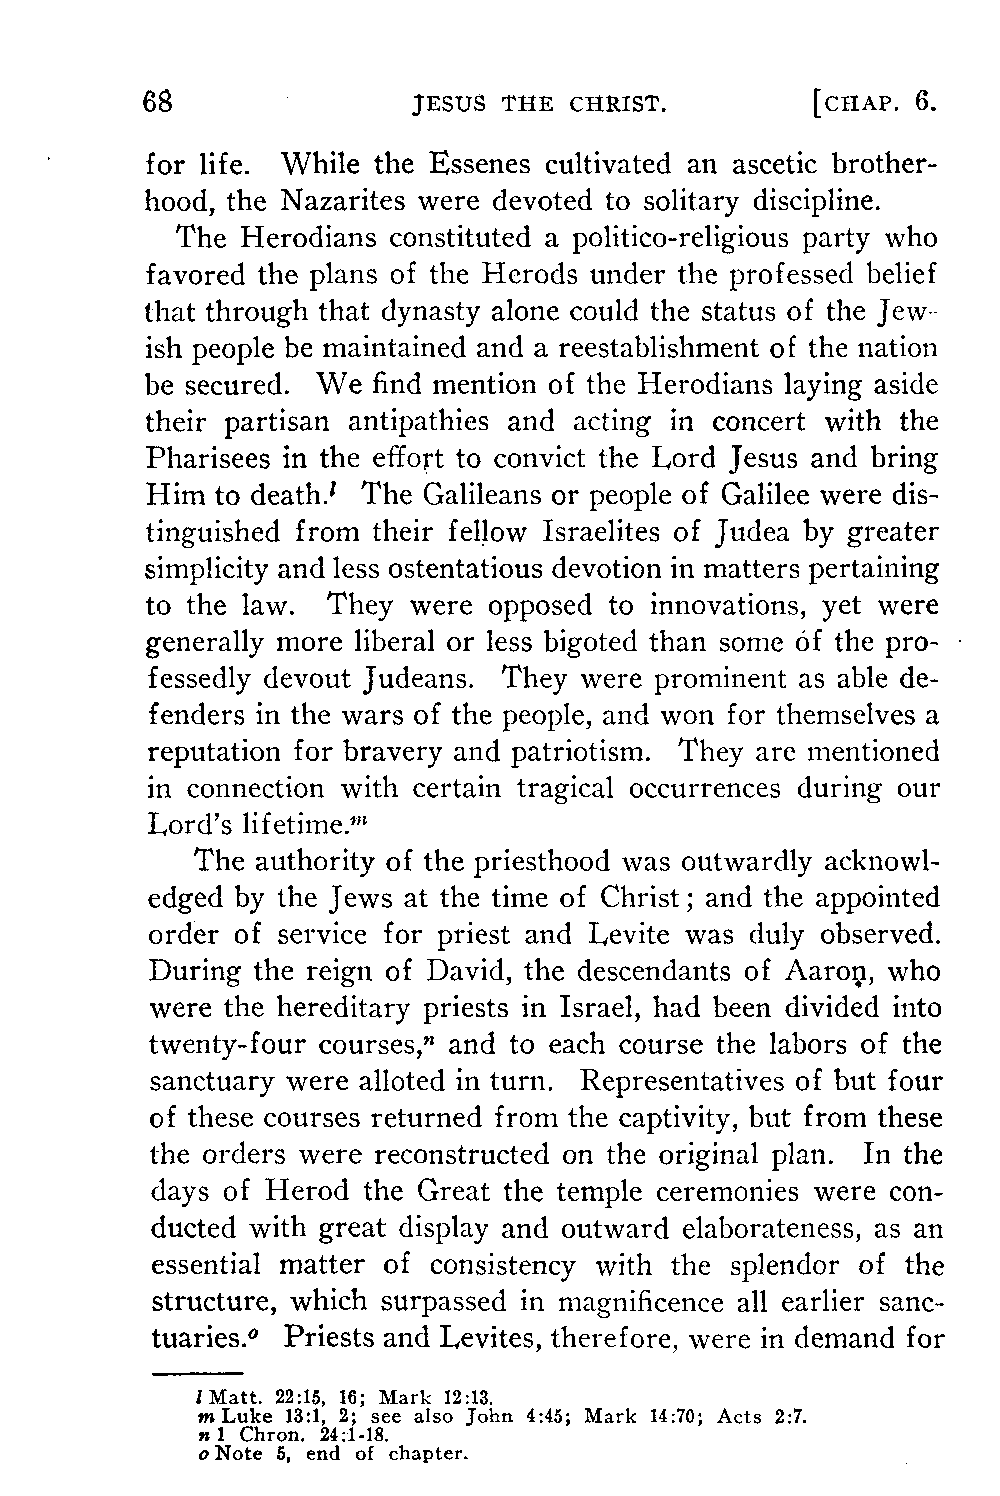 68 JESUS THE CHRIST. [CHAP. 6.
for life. While the Essenes cultivated an ascetic brother-
hood, the Nazarites were devoted to solitary discipline.
The Herodians constituted a politico-religious party who
favored the plans of the Herods under the professed belief
that through that dynasty alone could the status of the Jew-
ish people be maintained and a reestablishment of the nation
be secured. We find mention of the Herodians laying aside
their partisan antipathies and acting in concert with the
Pharisees in the effort to convict the Lord Jesus and bring
Him to death.l The Galileans or people of Galilee were dis-
tinguished from their fellow Israelites of Judea by greater
simplicity and less ostentatious devotion in matters pertaining
to the law. They were opposed to innovations, yet were
generally more liberal or less bigoted than some of the pro-
fessedly devout Judeans. They were prominent as able de-
fenders in the wars of the people, and won for themselves a
reputation for bravery and patriotism. They are mentioned
in connection with certain tragical occurrences during our
Lord's lifetime.m
The authority of the priesthood was outwardly acknowl-
edged by the Jews at the time of Christ; and the appointed
order of service for priest and Levite was duly observed.
During the reign of David, the descendants of Aaron, who
were the hereditary priests in Israel, had been divided into
twenty-four courses,n and to each course the labors of the
sanctuary were alloted in turn. Representatives of but four
of these courses returned from the captivity, but from these
the orders were reconstructed on the original plan. In the
days of Herod the Great the temple ceremonies were con-
ducted with great display and outward elaborateness, as an
essential matter of consistency with the splendor of the
structure, which surpassed in magnificence all earlier sanc-
tuaries.o Priests and Levites, therefore, were in demand for
l Matt. 22:15, 16; Mark 12:13.
m Luke 13:1, 2; see also John 4:45; Mark 14:70; Acts 2:7.
n 1 Chron. 24:1-18.
o Note 5, end of chapter.